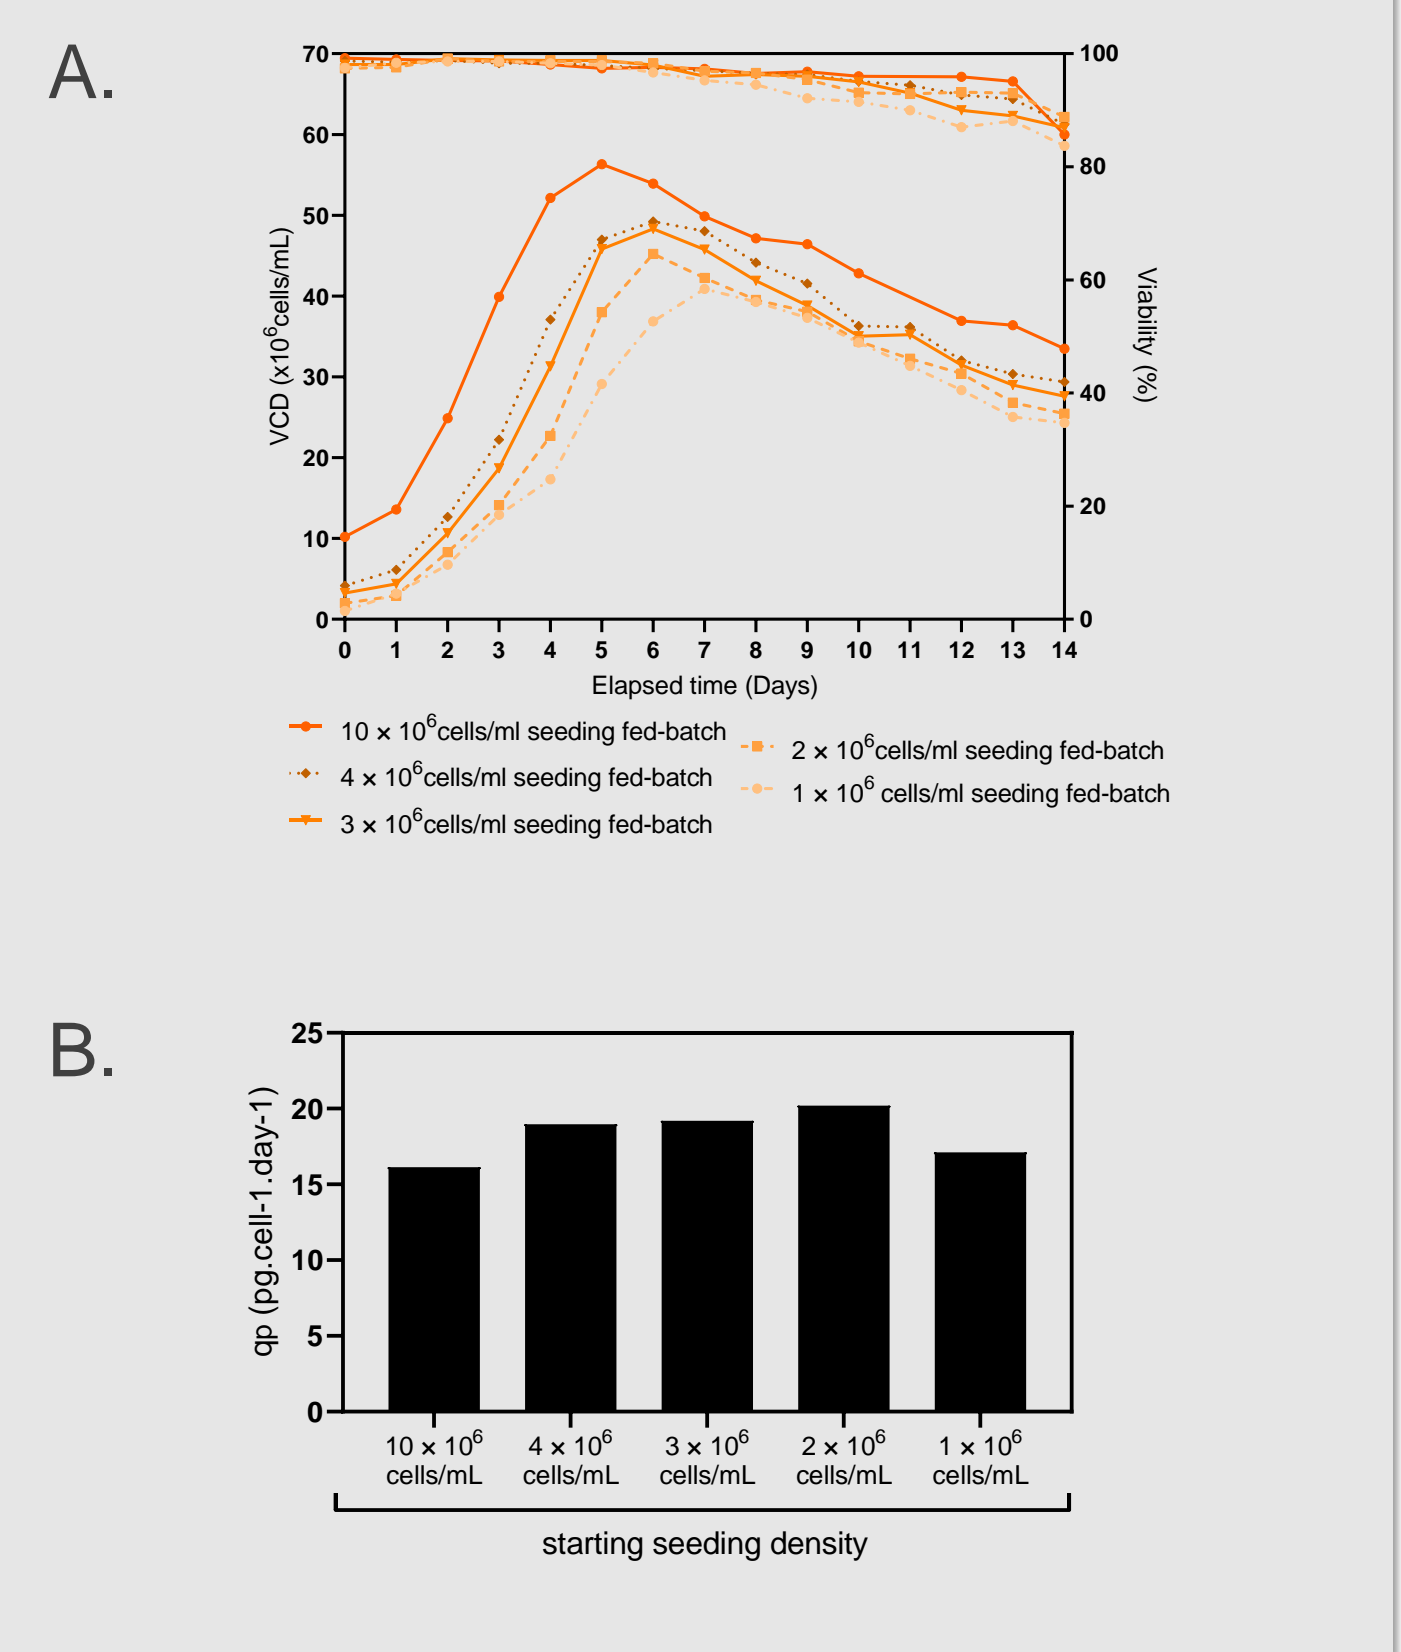 A.
70
60
50
40
30
20
10
0
VCD (x10⁶cells/mL)
100
80
60
40
20
0
Viability (%)
0 1 2 3 4 5 6 7 8 9 10 11 12 13 14
Elapsed time (Days)
10 × 10⁶cells/ml seeding fed-batch
4 × 10⁶cells/ml seeding fed-batch
3 × 10⁶cells/ml seeding fed-batch
2 × 10⁶cells/ml seeding fed-batch
1 × 10⁶ cells/ml seeding fed-batch
B.
25
20
15
10
5
0
qp (pg.cell-1.day-1)
10 × 10⁶ 4 × 10⁶ 3 × 10⁶ 2 × 10⁶ 1 × 10⁶
cells/mL cells/mL cells/mL cells/mL cells/mL
starting seeding density